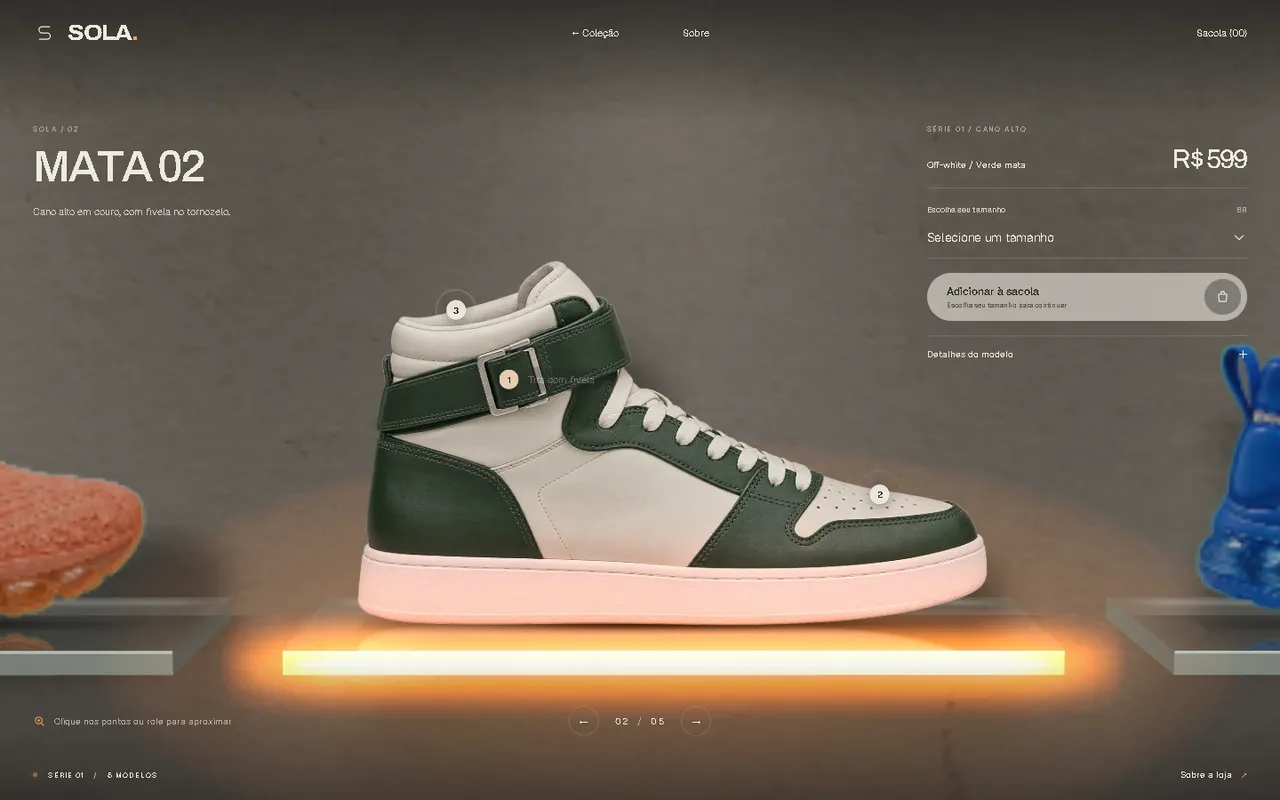 SOLA.
← Coleção
Sobre
Sacola (00)
SOLA / 02
MATA 02
Cano alto em couro, com fivela no tornozelo.
SÉRIE 01 / CANO ALTO
Off-white / Verde mata
R$ 599
Escolha seu tamanho
BR
Selecione um tamanho
Adicionar à sacola
Escolha seu tamanho para continuar
Detalhes do modelo
+
3
1
Tira com fivela
2
Clique nos pontos ou role para aproximar
← 02 / 05 →
SÉRIE 01 / 5 MODELOS
Sobre a loja ↗